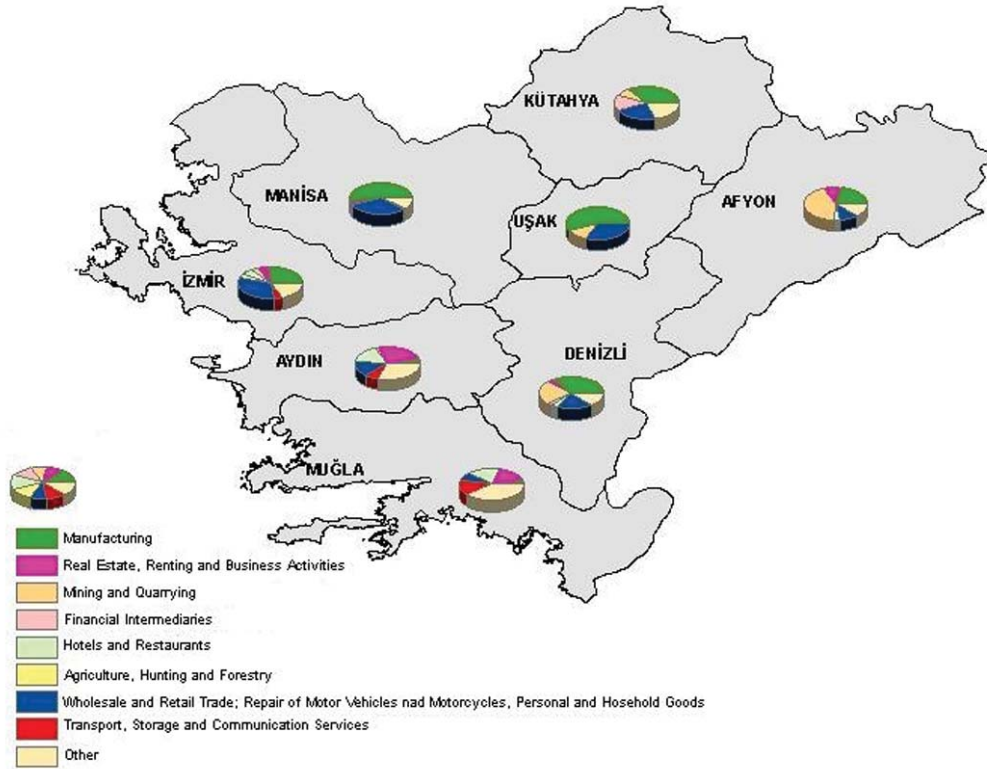 KÜTAHYA
MANİSA
UŞAK
AFYON
İZMİR
AYDIN
DENİZLİ
MUĞLA
Manufacturing
Real Estate, Renting and Business Activities
Mining and Quarrying
Financial Intermediaries
Hotels and Restaurants
Agriculture, Hunting and Forestry
Wholesale and Retail Trade; Repair of Motor Vehicles nad Motorcycles, Personal and Hosehold Goods
Transport, Storage and Communication Services
Other